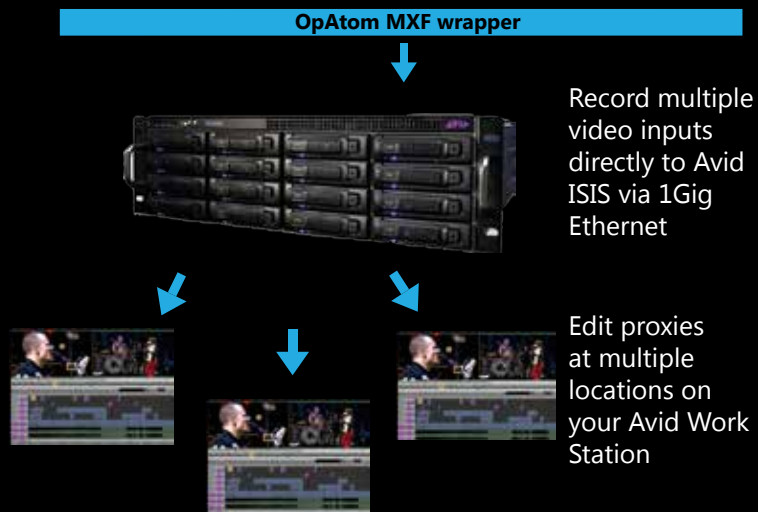 OpAtom MXF wrapper
Record multiple
video inputs
directly to Avid
ISIS via 1Gig
Ethernet
Edit proxies
at multiple
locations on
your Avid Work
Station